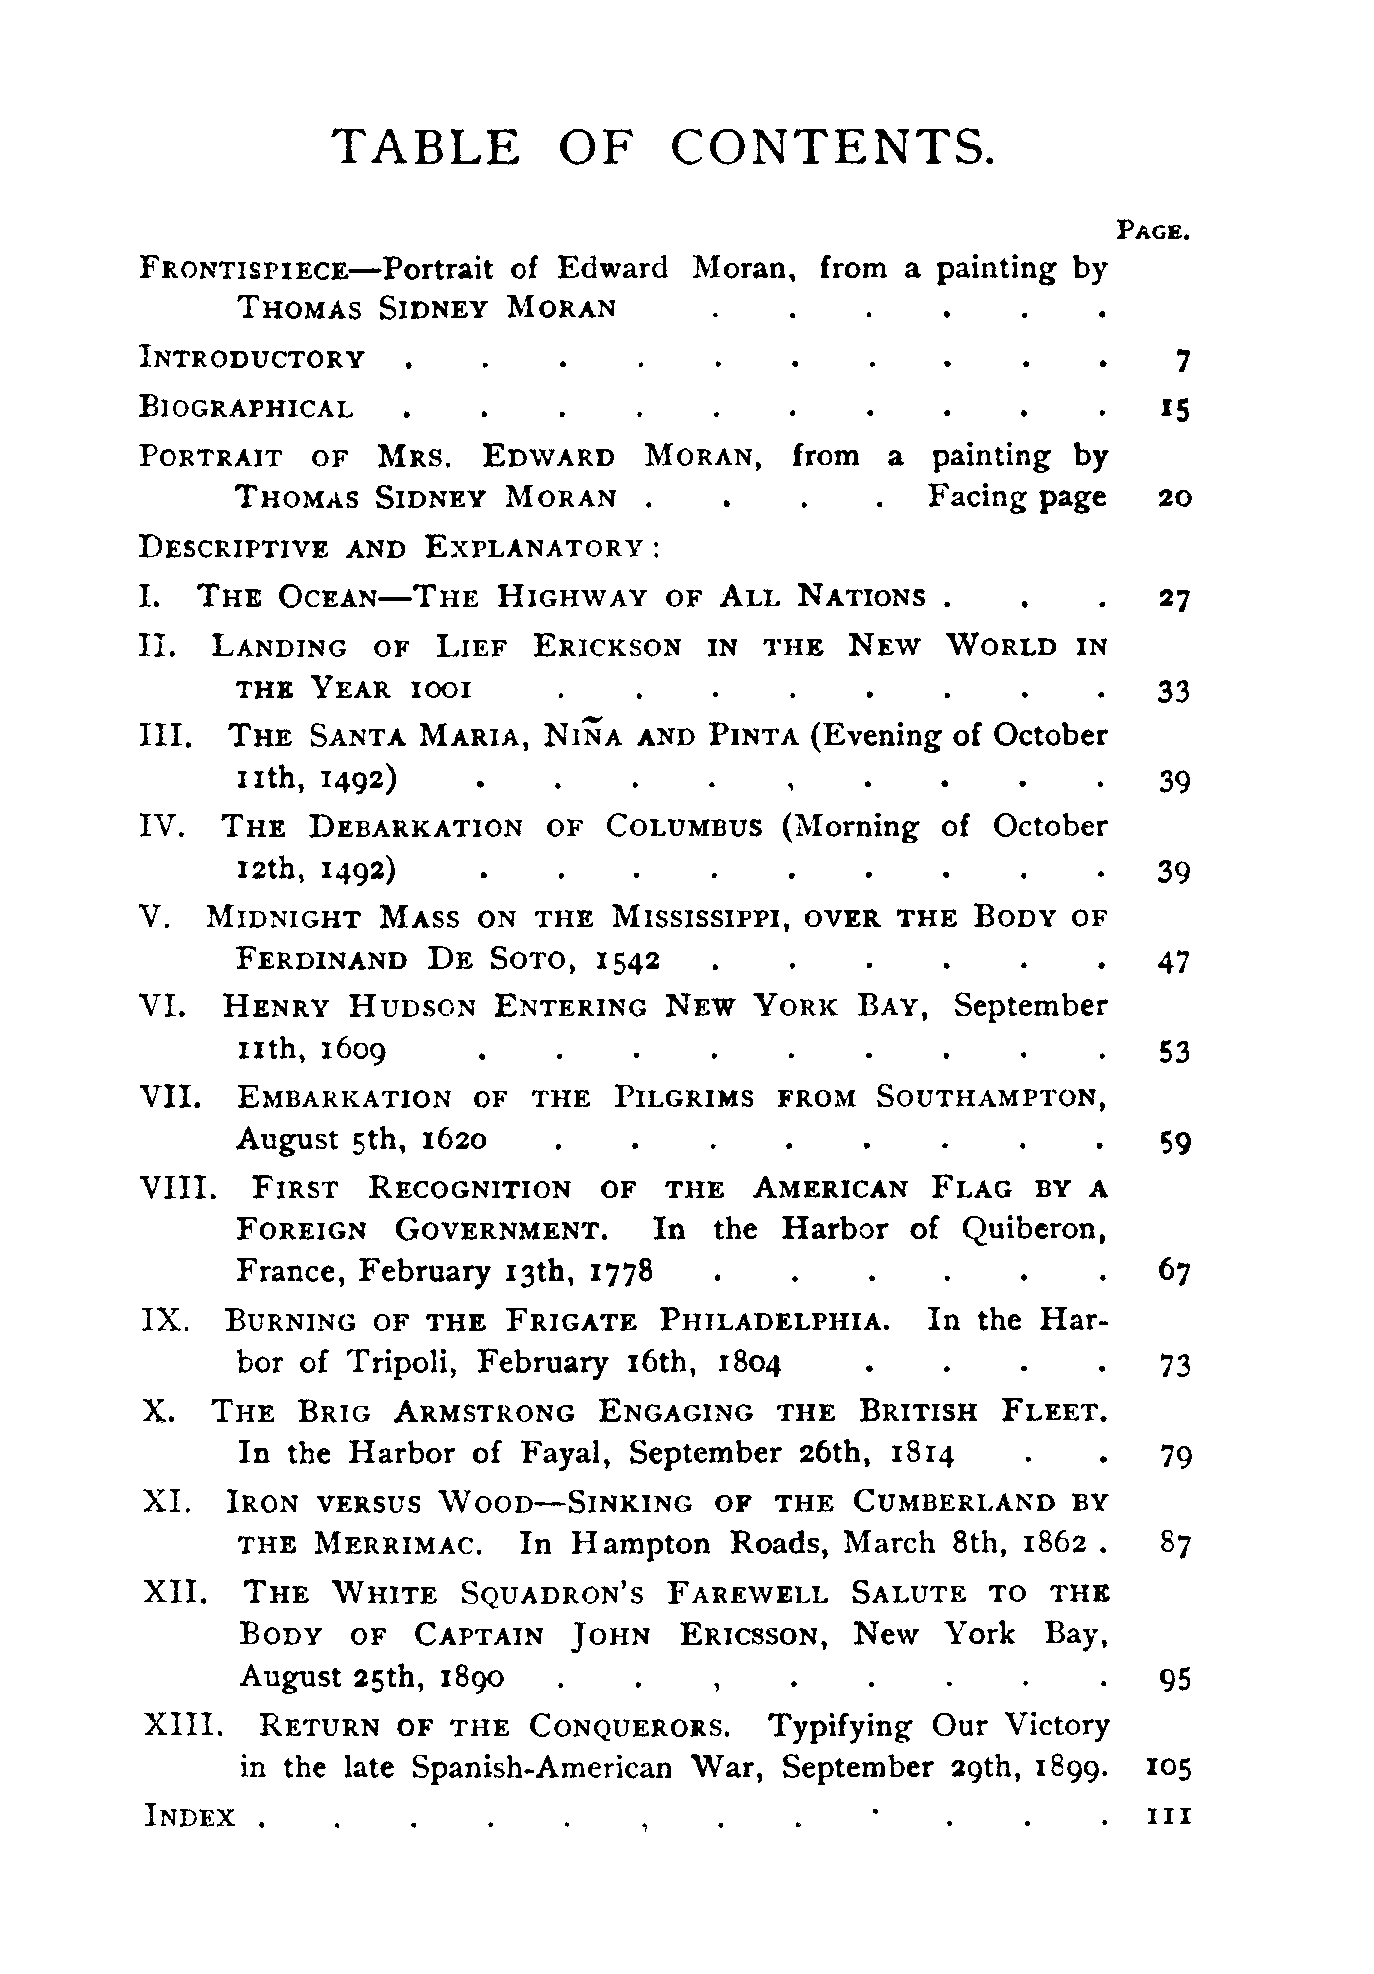 TABLE OF CONTENTS.
PAGE.
FRONTISPIECE—Portrait of Edward Moran, from a painting by
THOMAS SIDNEY MORAN . . . . . .
INTRODUCTORY . . . . . . . . . . 7
BIOGRAPHICAL . . . . . . . . . . 15
PORTRAIT OF MRS. EDWARD MORAN, from a painting by
THOMAS SIDNEY MORAN . . . . Facing page 20
DESCRIPTIVE AND EXPLANATORY:
I. THE OCEAN—THE HIGHWAY OF ALL NATIONS . . . 27
II. LANDING OF LIEF ERICKSON IN THE NEW WORLD IN
THE YEAR 1001 . . . . . . . . 33
III. THE SANTA MARIA, NIÑA AND PINTA (Evening of October
11th, 1492) . . . . , . . . . 39
IV. THE DEBARKATION OF COLUMBUS (Morning of October
12th, 1492) . . . . . . . . . 39
V. MIDNIGHT MASS ON THE MISSISSIPPI, OVER THE BODY OF
FERDINAND DE SOTO, 1542 . . . . . . 47
VI. HENRY HUDSON ENTERING NEW YORK BAY, September
11th, 1609 . . . . . . . . . 53
VII. EMBARKATION OF THE PILGRIMS FROM SOUTHAMPTON,
August 5th, 1620 . . . . . . . . 59
VIII. FIRST RECOGNITION OF THE AMERICAN FLAG BY A
FOREIGN GOVERNMENT. In the Harbor of Quiberon,
France, February 13th, 1778 . . . . . . 67
IX. BURNING OF THE FRIGATE PHILADELPHIA. In the Har-
bor of Tripoli, February 16th, 1804 . . . . 73
X. THE BRIG ARMSTRONG ENGAGING THE BRITISH FLEET.
In the Harbor of Fayal, September 26th, 1814 . . 79
XI. IRON VERSUS WOOD—SINKING OF THE CUMBERLAND BY
THE MERRIMAC. In Hampton Roads, March 8th, 1862 . 87
XII. THE WHITE SQUADRON'S FAREWELL SALUTE TO THE
BODY OF CAPTAIN JOHN ERICSSON, New York Bay,
August 25th, 1890 . . , . . . . . 95
XIII. RETURN OF THE CONQUERORS. Typifying Our Victory
in the late Spanish-American War, September 29th, 1899. 105
INDEX . . . . . , . . . . . . 111